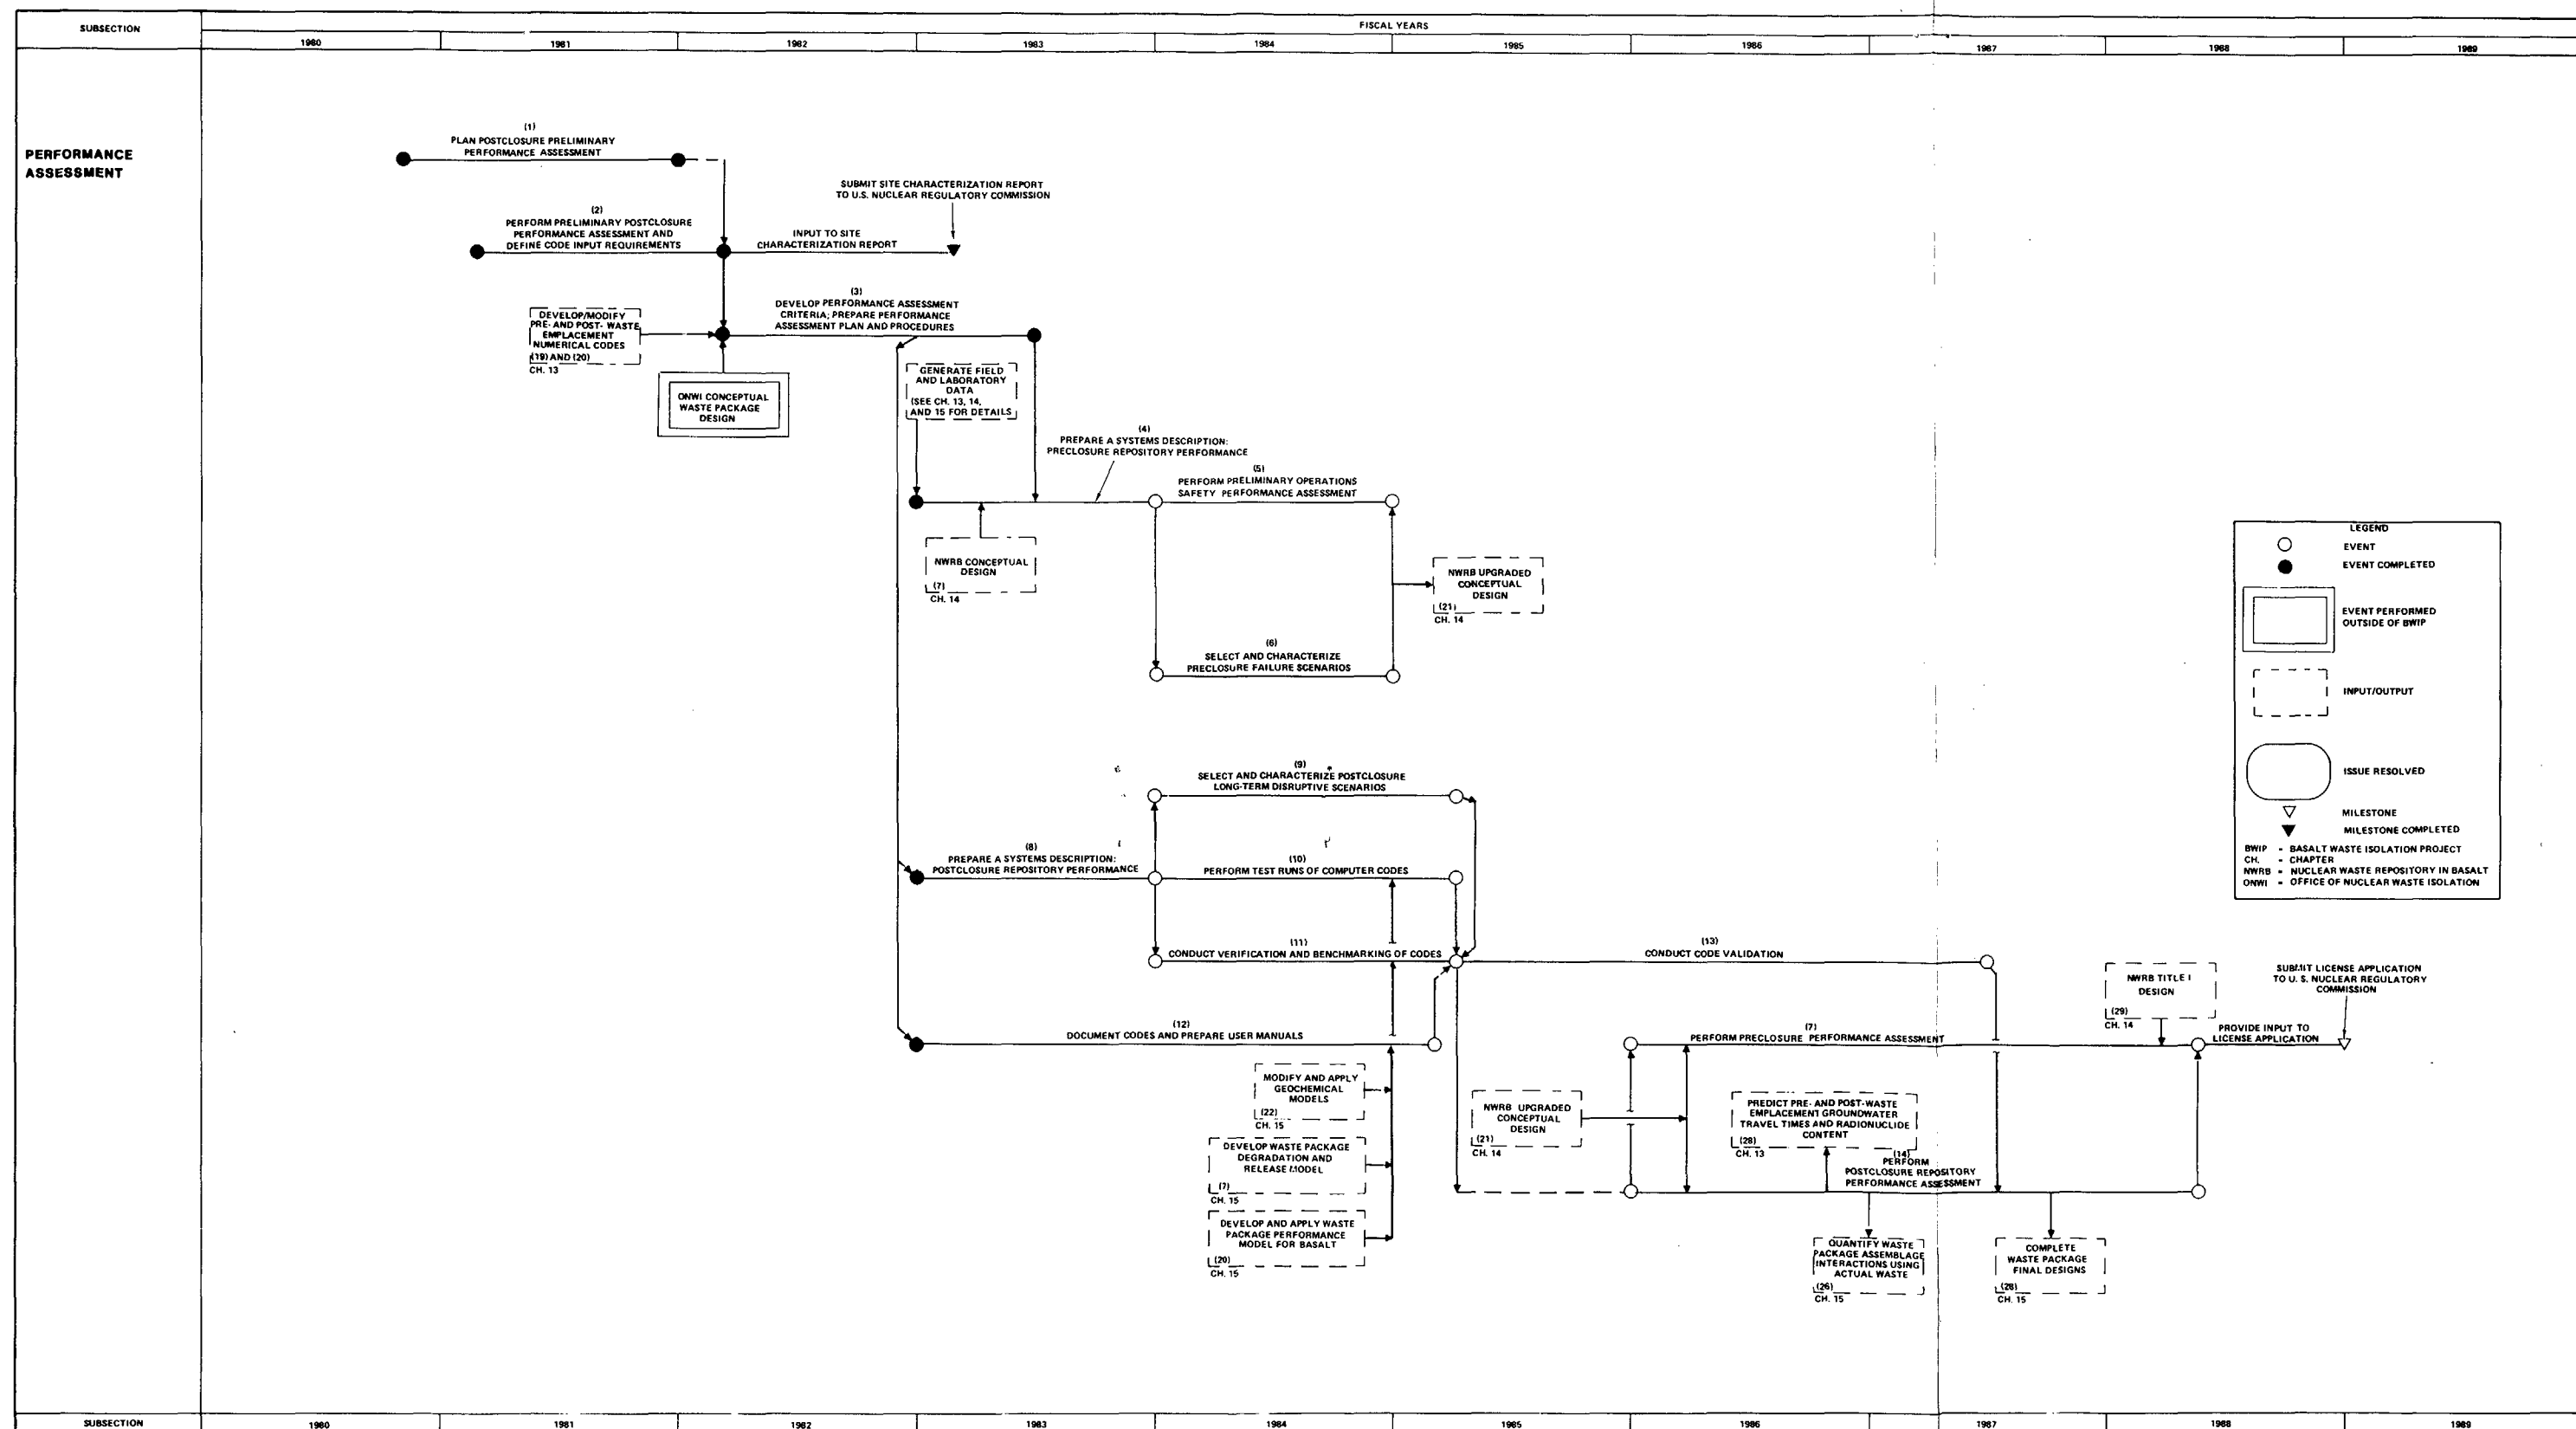 SUBSECTION
FISCAL YEARS
1980 1981 1982 1983 1984 1985 1986 1987 1988 1989
PERFORMANCE
ASSESSMENT
(1)
PLAN POSTCLOSURE PRELIMINARY
PERFORMANCE ASSESSMENT
SUBMIT SITE CHARACTERIZATION REPORT
TO U.S. NUCLEAR REGULATORY COMMISSION
(2)
PERFORM PRELIMINARY POSTCLOSURE
PERFORMANCE ASSESSMENT AND
DEFINE CODE INPUT REQUIREMENTS
INPUT TO SITE
CHARACTERIZATION REPORT
(3)
DEVELOP PERFORMANCE ASSESSMENT
CRITERIA; PREPARE PERFORMANCE
ASSESSMENT PLAN AND PROCEDURES
DEVELOP/MODIFY
PRE- AND POST- WASTE
EMPLACEMENT
NUMERICAL CODES
(19) AND (20)
CH. 13
ONWI CONCEPTUAL
WASTE PACKAGE
DESIGN
GENERATE FIELD
AND LABORATORY
DATA
(SEE CH. 13, 14,
AND 15 FOR DETAILS
(4)
PREPARE A SYSTEMS DESCRIPTION:
PRECLOSURE REPOSITORY PERFORMANCE
(5)
PERFORM PRELIMINARY OPERATIONS
SAFETY PERFORMANCE ASSESSMENT
NWRB CONCEPTUAL
DESIGN
(7)
CH. 14
NWRB UPGRADED
CONCEPTUAL
DESIGN
(21)
CH. 14
(6)
SELECT AND CHARACTERIZE
PRECLOSURE FAILURE SCENARIOS
LEGEND
EVENT
EVENT COMPLETED
EVENT PERFORMED
OUTSIDE OF BWIP
INPUT/OUTPUT
ISSUE RESOLVED
MILESTONE
MILESTONE COMPLETED
BWIP = BASALT WASTE ISOLATION PROJECT
CH. = CHAPTER
NWRB = NUCLEAR WASTE REPOSITORY IN BASALT
ONWI = OFFICE OF NUCLEAR WASTE ISOLATION
(9)
SELECT AND CHARACTERIZE POSTCLOSURE
LONG-TERM DISRUPTIVE SCENARIOS
(8)
PREPARE A SYSTEMS DESCRIPTION:
POSTCLOSURE REPOSITORY PERFORMANCE
(10)
PERFORM TEST RUNS OF COMPUTER CODES
(11)
CONDUCT VERIFICATION AND BENCHMARKING OF CODES
(13)
CONDUCT CODE VALIDATION
(12)
DOCUMENT CODES AND PREPARE USER MANUALS
(7)
PERFORM PRECLOSURE PERFORMANCE ASSESSMENT
NWRB TITLE I
DESIGN
(29)
CH. 14
SUBMIT LICENSE APPLICATION
TO U. S. NUCLEAR REGULATORY
COMMISSION
PROVIDE INPUT TO
LICENSE APPLICATION
MODIFY AND APPLY
GEOCHEMICAL
MODELS
(22)
CH. 15
DEVELOP WASTE PACKAGE
DEGRADATION AND
RELEASE MODEL
(7)
CH. 15
DEVELOP AND APPLY WASTE
PACKAGE PERFORMANCE
MODEL FOR BASALT
(20)
CH. 15
NWRB UPGRADED
CONCEPTUAL
DESIGN
(21)
CH. 14
PREDICT PRE- AND POST-WASTE
EMPLACEMENT GROUNDWATER
TRAVEL TIMES AND RADIONUCLIDE
CONTENT
(28)
CH. 13
(14)
PERFORM
POSTCLOSURE REPOSITORY
PERFORMANCE ASSESSMENT
QUANTIFY WASTE
PACKAGE ASSEMBLAGE
INTERACTIONS USING
ACTUAL WASTE
(26)
CH. 15
COMPLETE
WASTE PACKAGE
FINAL DESIGNS
(28)
CH. 15
SUBSECTION
1980 1981 1982 1983 1984 1985 1986 1987 1988 1989